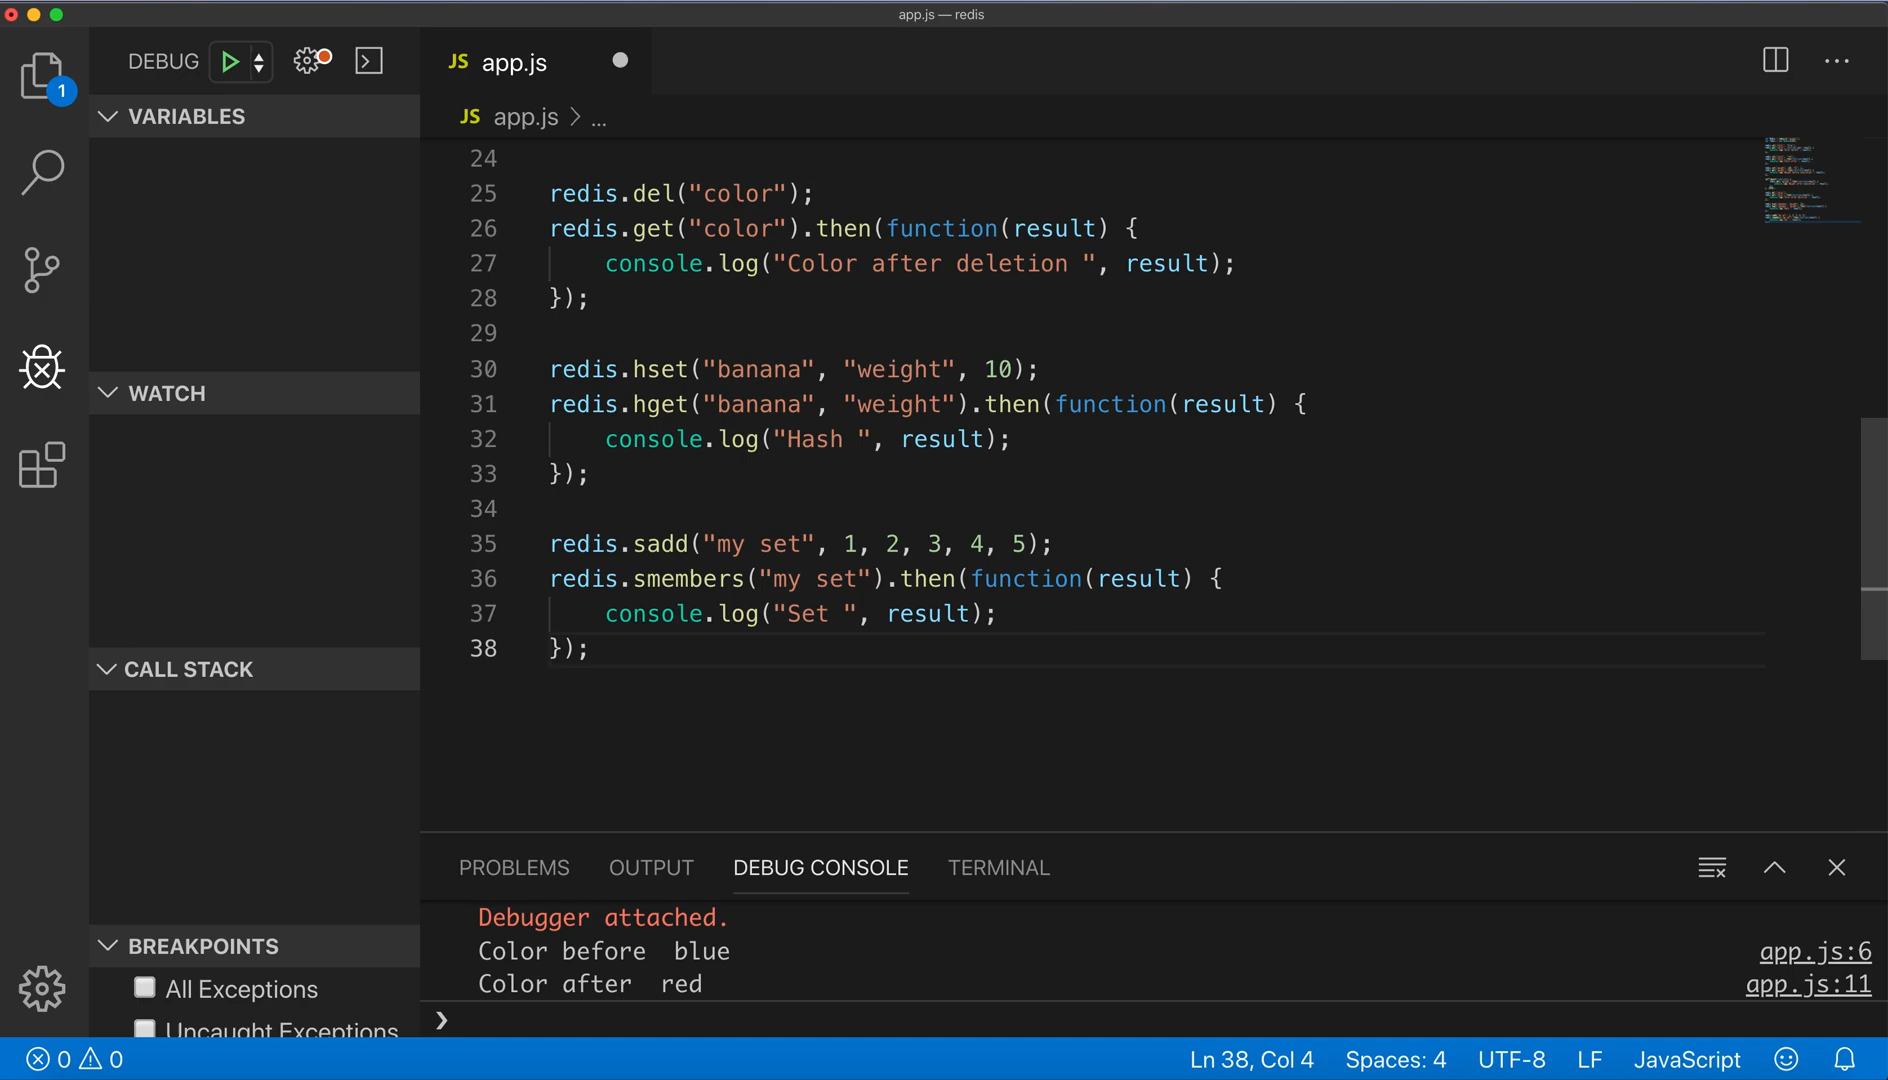 app.js — redis
DEBUG
JS app.js
1
VARIABLES
JS app.js > ...
24
25 redis.del("color");
26 redis.get("color").then(function(result) {
27 console.log("Color after deletion ", result);
28 });
29
30 redis.hset("banana", "weight", 10);
31 redis.hget("banana", "weight").then(function(result) {
32 console.log("Hash ", result);
33 });
34
35 redis.sadd("my set", 1, 2, 3, 4, 5);
36 redis.smembers("my set").then(function(result) {
37 console.log("Set ", result);
38 });
WATCH
CALL STACK
BREAKPOINTS
All Exceptions
Uncaught Exceptions
PROBLEMS OUTPUT DEBUG CONSOLE TERMINAL
Debugger attached.
Color before  blue app.js:6
Color after  red app.js:11
0 0
Ln 38, Col 4 Spaces: 4 UTF-8 LF JavaScript